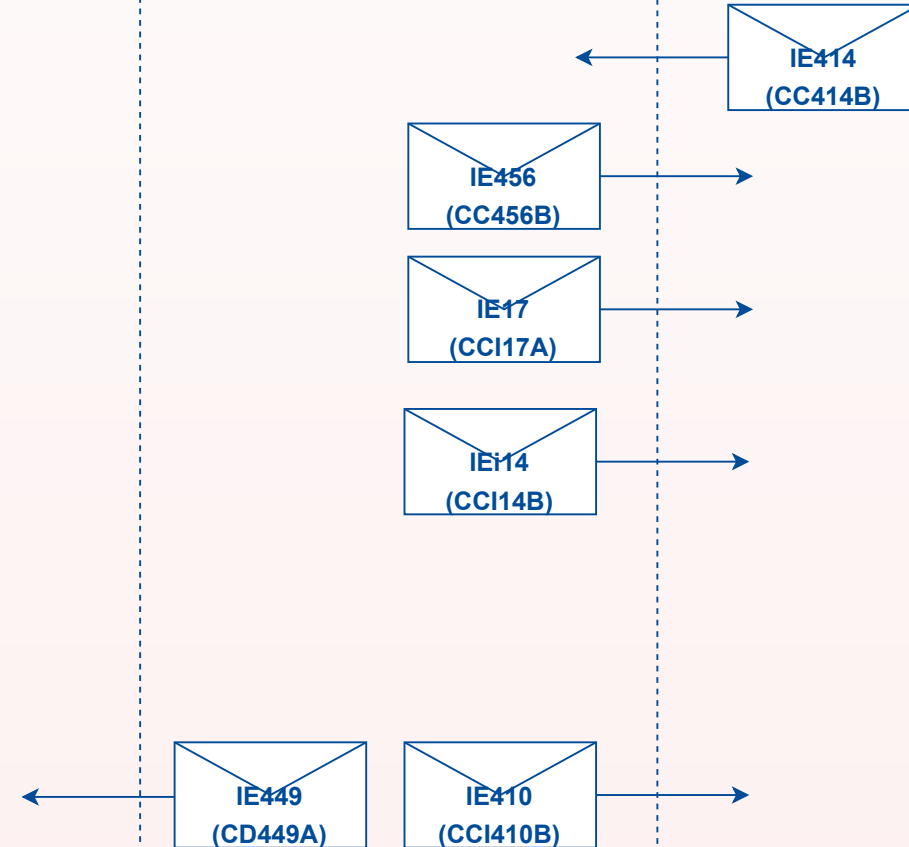 IE414
(CC414B)
IE456
(CC456B)
IE17
(CCI17A)
IEi14
(CCI14B)
IE449
(CD449A)
IE410
(CCI410B)